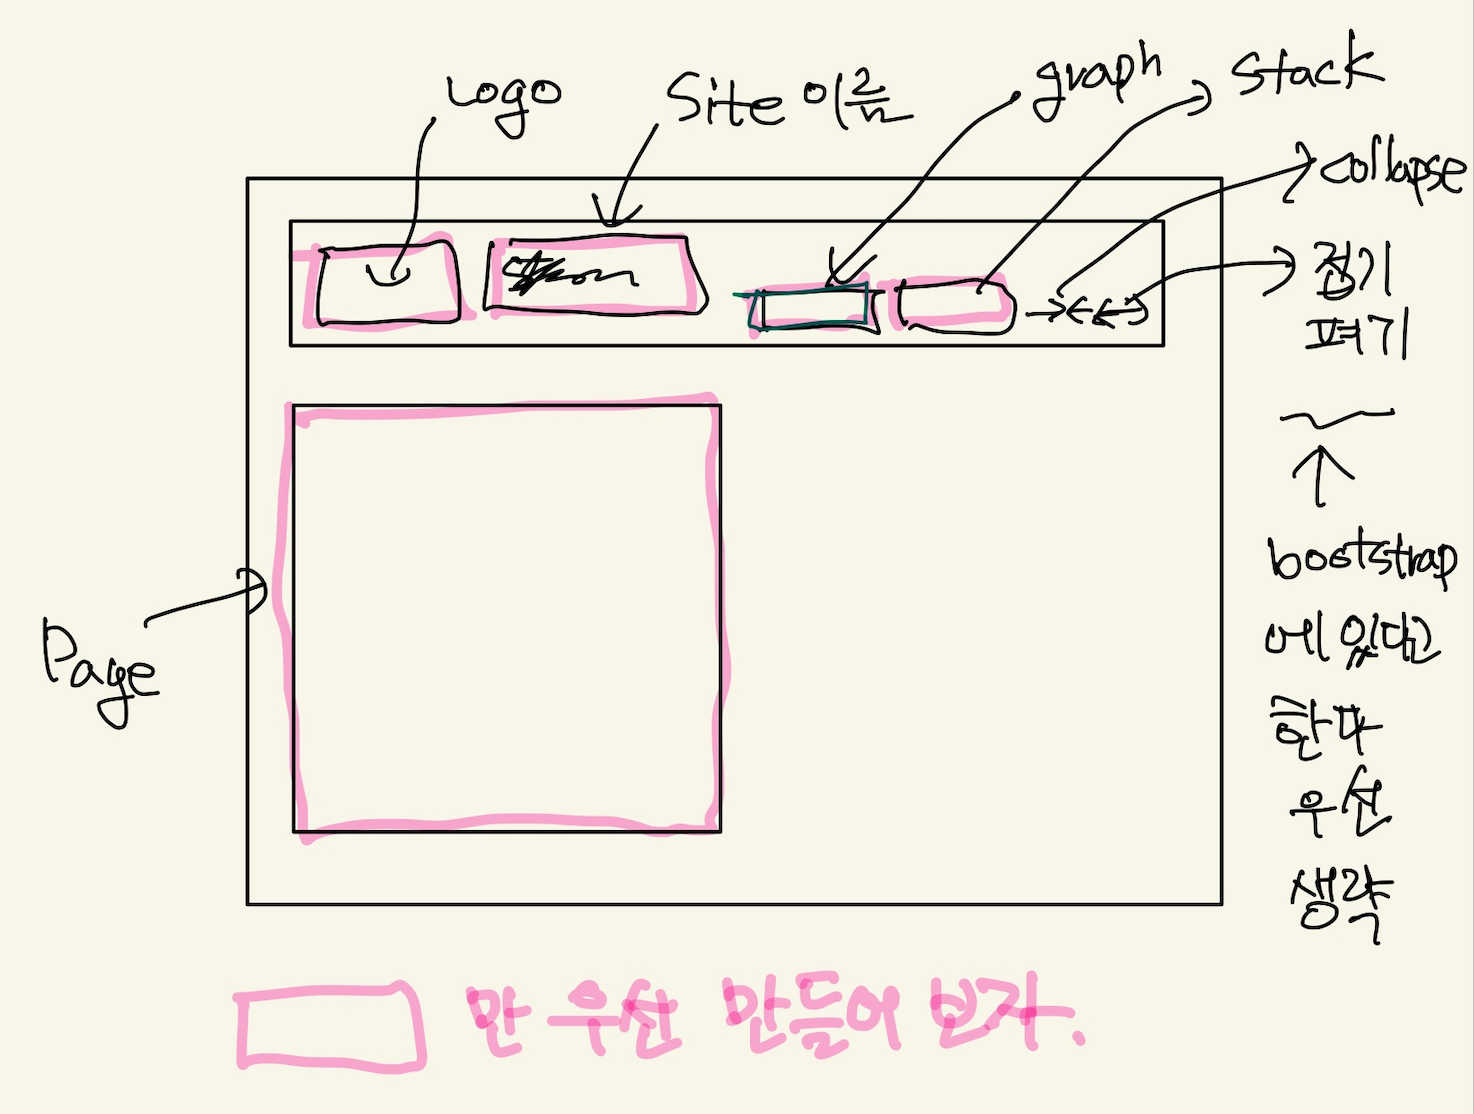 Logo
Site 이름
graph
stack
collapse
접기
펴기
Page
bootstrap
에 있다고
한다
우선
생략
만 우선 만들어 보자.